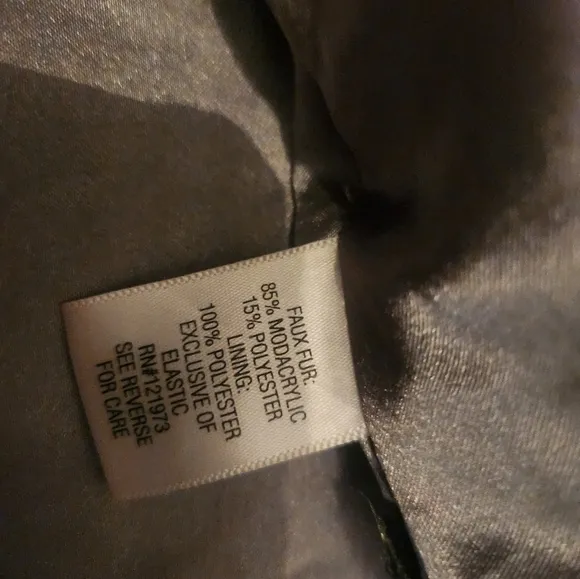 FAUX FUR:
85% MODACRYLIC
15% POLYESTER
LINING:
100% POLYESTER
EXCLUSIVE OF
ELASTIC
RN#121973
SEE REVERSE
FOR CARE